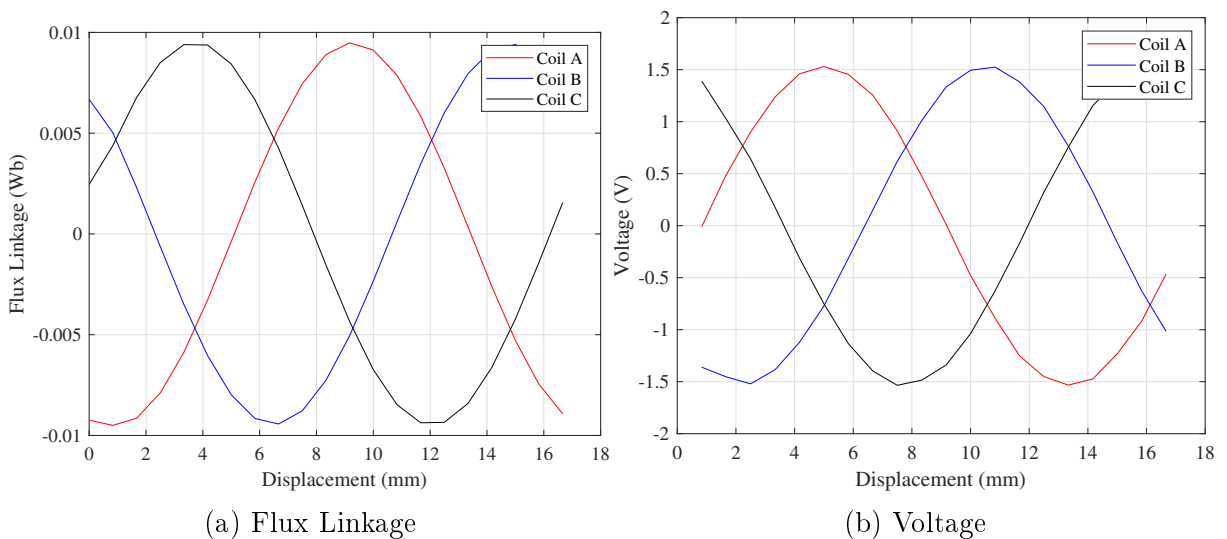 0.01
0.005
0
-0.005
-0.01
Flux Linkage (Wb)
0 2 4 6 8 10 12 14 16 18
Displacement (mm)
Coil A
Coil B
Coil C
(a) Flux Linkage
2
1.5
1
0.5
0
-0.5
-1
-1.5
-2
Voltage (V)
0 2 4 6 8 10 12 14 16 18
Displacement (mm)
Coil A
Coil B
Coil C
(b) Voltage